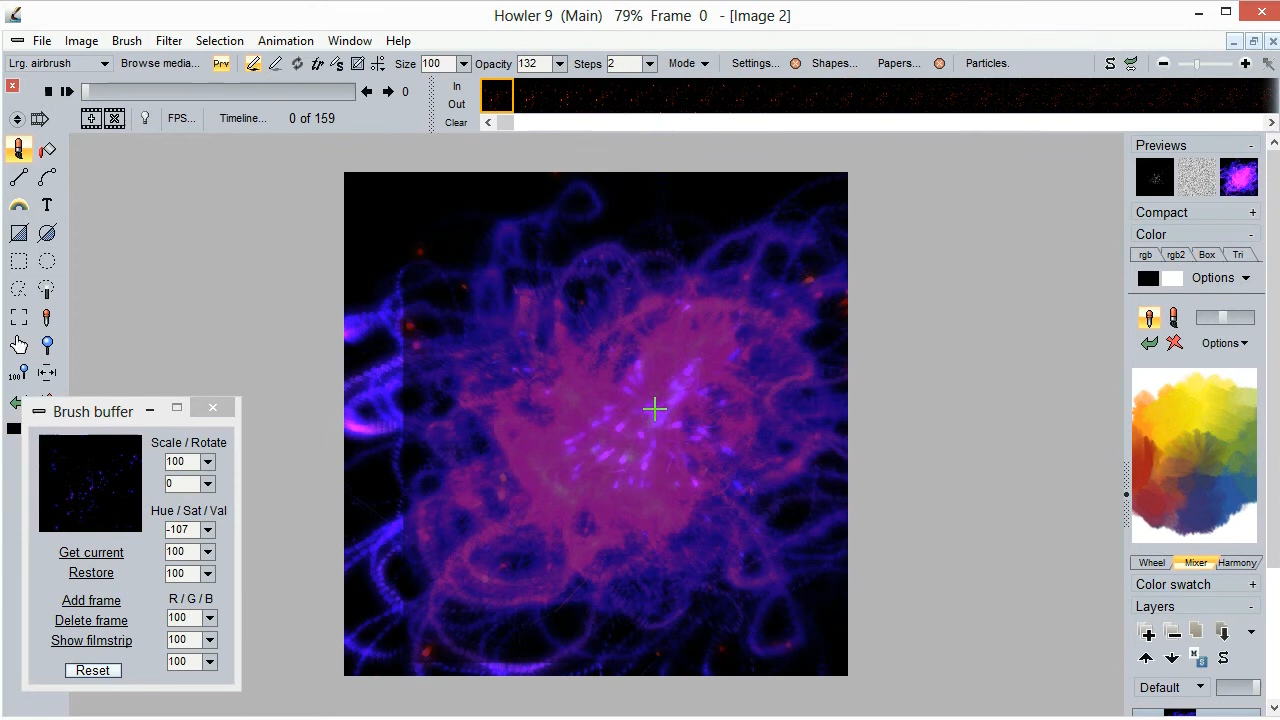 Howler 9 (Main) 79% Frame 0 - [Image 2]
File Image Brush Filter Selection Animation Window Help
Lrg. airbrush Browse media... Prv Size 100 Opacity 132 Steps 2 Mode Settings... Shapes... Papers... Particles.
0 In
Out
FPS... Timeline... 0 of 159 Clear
Previews
Compact
Color
rgb rgb2 Box Tri
Options
T
Options
100
Brush buffer
Scale / Rotate
100
0
Hue / Sat / Val
-107
Get current 100
Restore 100
Add frame R / G / B
Delete frame 100
Show filmstrip 100
Reset 100
Wheel Mixer Harmony
Color swatch
Layers
M
S
Default